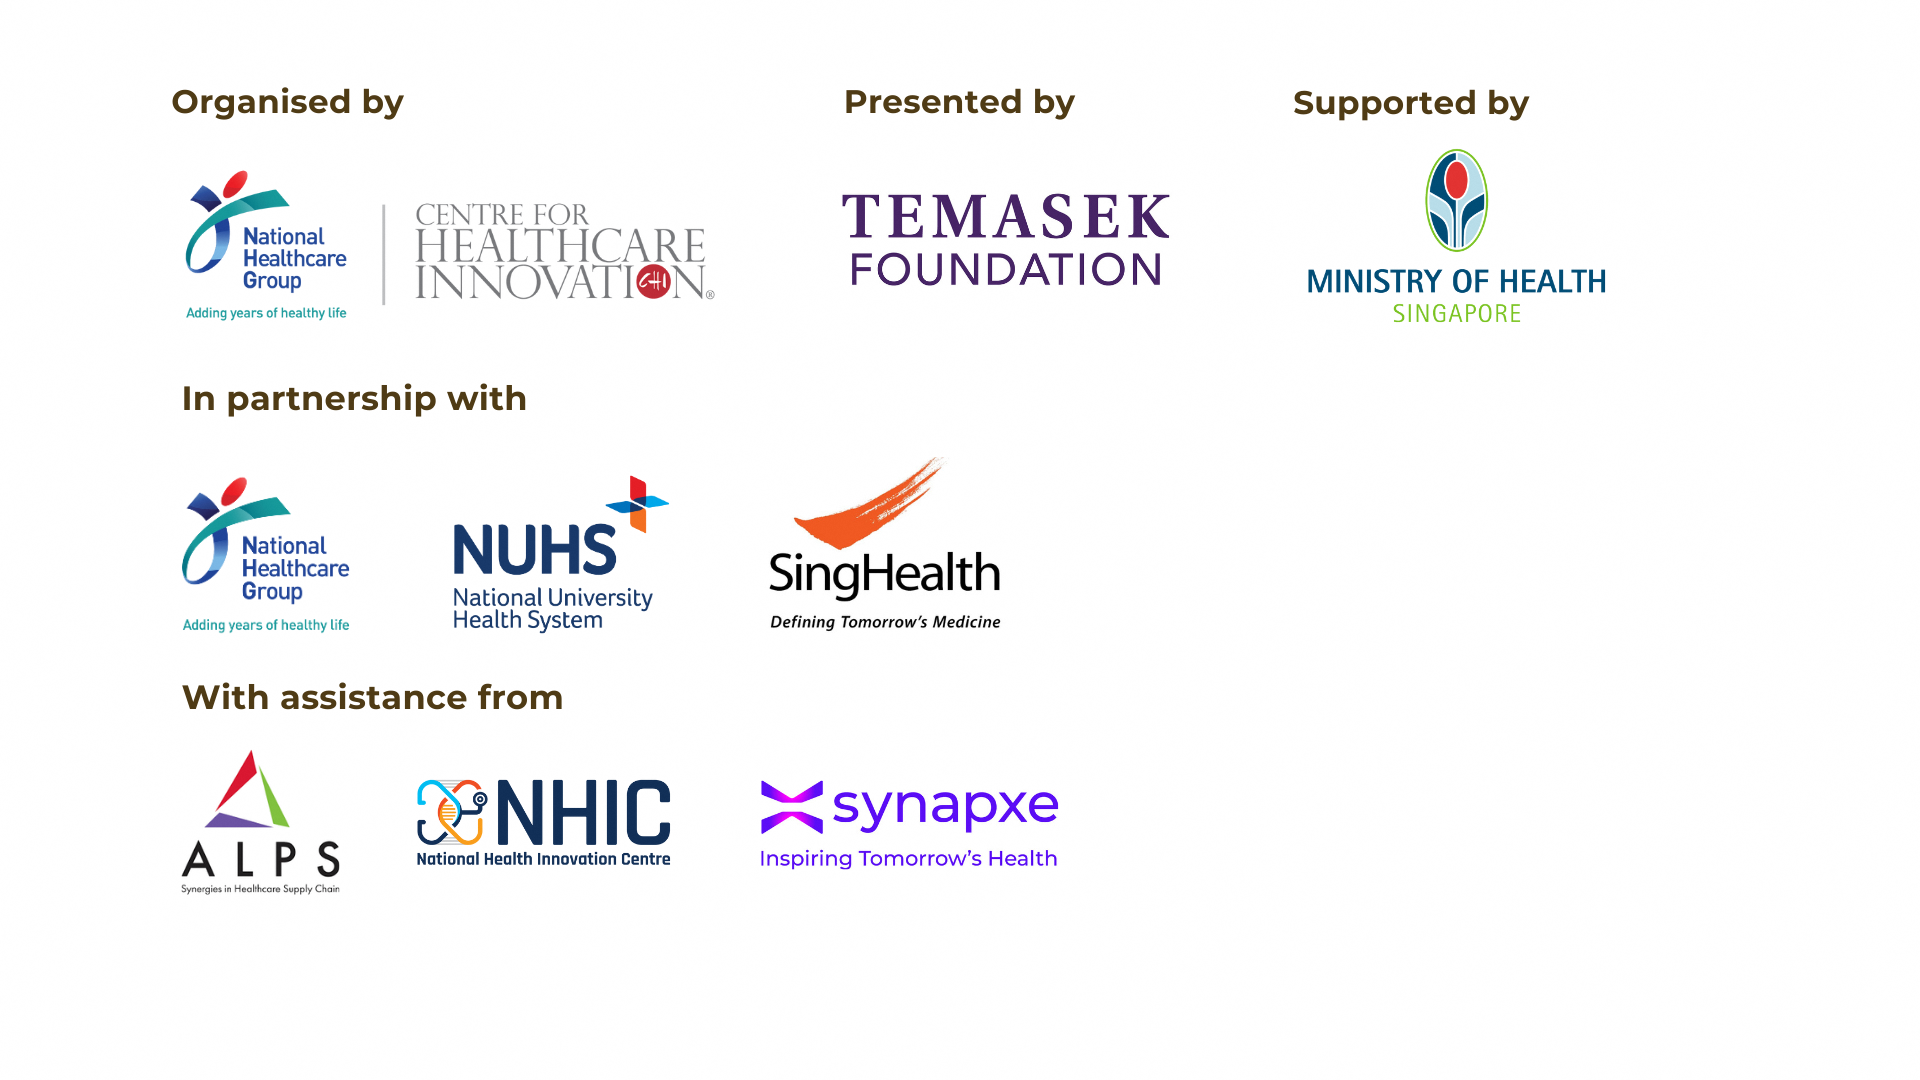 Organised by
Presented by
Supported by
National
Healthcare
Group
Adding years of healthy life
CENTRE FOR
HEALTHCARE
INNOVATION®
CHI
TEMASEK
FOUNDATION
MINISTRY OF HEALTH
SINGAPORE
In partnership with
National
Healthcare
Group
Adding years of healthy life
NUHS
National University
Health System
SingHealth
Defining Tomorrow's Medicine
With assistance from
ALPS
Synergies in Healthcare Supply Chain
NHIC
National Health Innovation Centre
synapxe
Inspiring Tomorrow's Health